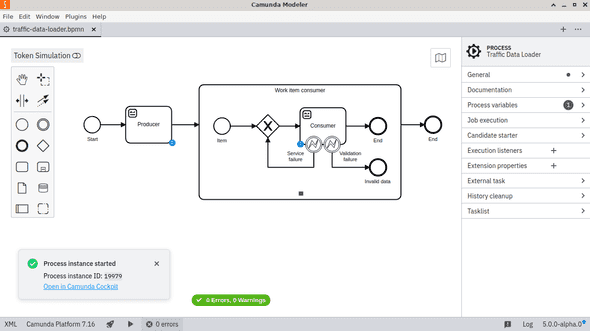 Camunda Modeler
File Edit Window Plugins Help
traffic-data-loader.bpmn
Token Simulation
PROCESS
Traffic Data Loader
General
Documentation
Process variables 1
Job execution
Candidate starter
Execution listeners
Extension properties
External task
History cleanup
Tasklist
Work item consumer
Producer
Start
Item
Consumer
End
End
Service
failure
Validation
failure
Invalid data
Process instance started
Process instance ID: 19979
Open in Camunda Cockpit
0 Errors, 0 Warnings
XML Camunda Platform 7.16 0 errors Log 5.0.0-alpha.0